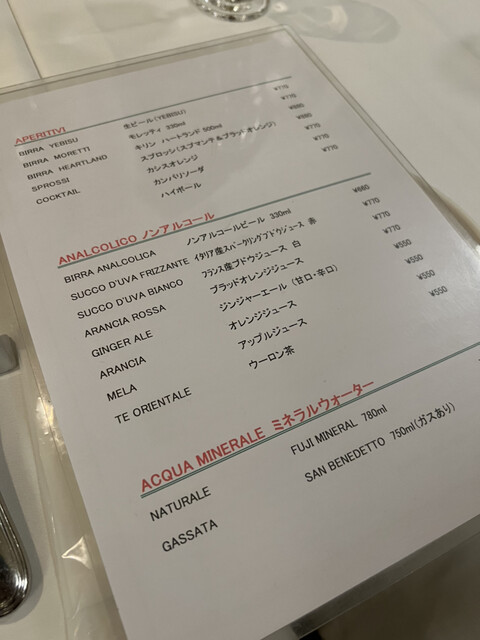 APERITIVI
BIRRA YEBISU 生ビール(YEBISU) ¥770
BIRRA MORETTI モレッティ 330ml ¥770
BIRRA HEARTLAND キリン ハートランド 500ml ¥880
SPROSSI スプロッシ(スプマンテ&ブラッドオレンジ) ¥880
COCKTAIL カシスオレンジ ¥770
カンパリソーダ ¥770
ハイボール ¥770
ANALCOLICO ノンアルコール
BIRRA ANALCOLICA ノンアルコールビール 330ml ¥660
SUCCO D'UVA FRIZZANTE イタリア産スパークリングブドウジュース 赤 ¥770
SUCCO D'UVA BIANCO フランス産ブドウジュース 白 ¥770
ARANCIA ROSSA ブラッドオレンジジュース ¥770
GINGER ALE ジンジャーエール (甘口・辛口) ¥550
ARANCIA オレンジジュース ¥550
MELA アップルジュース ¥550
TE ORIENTALE ウーロン茶 ¥550
ACQUA MINERALE ミネラルウォーター
NATURALE FUJI MINERAL 780ml
GASSATA SAN BENEDETTO 750ml(ガスあり)